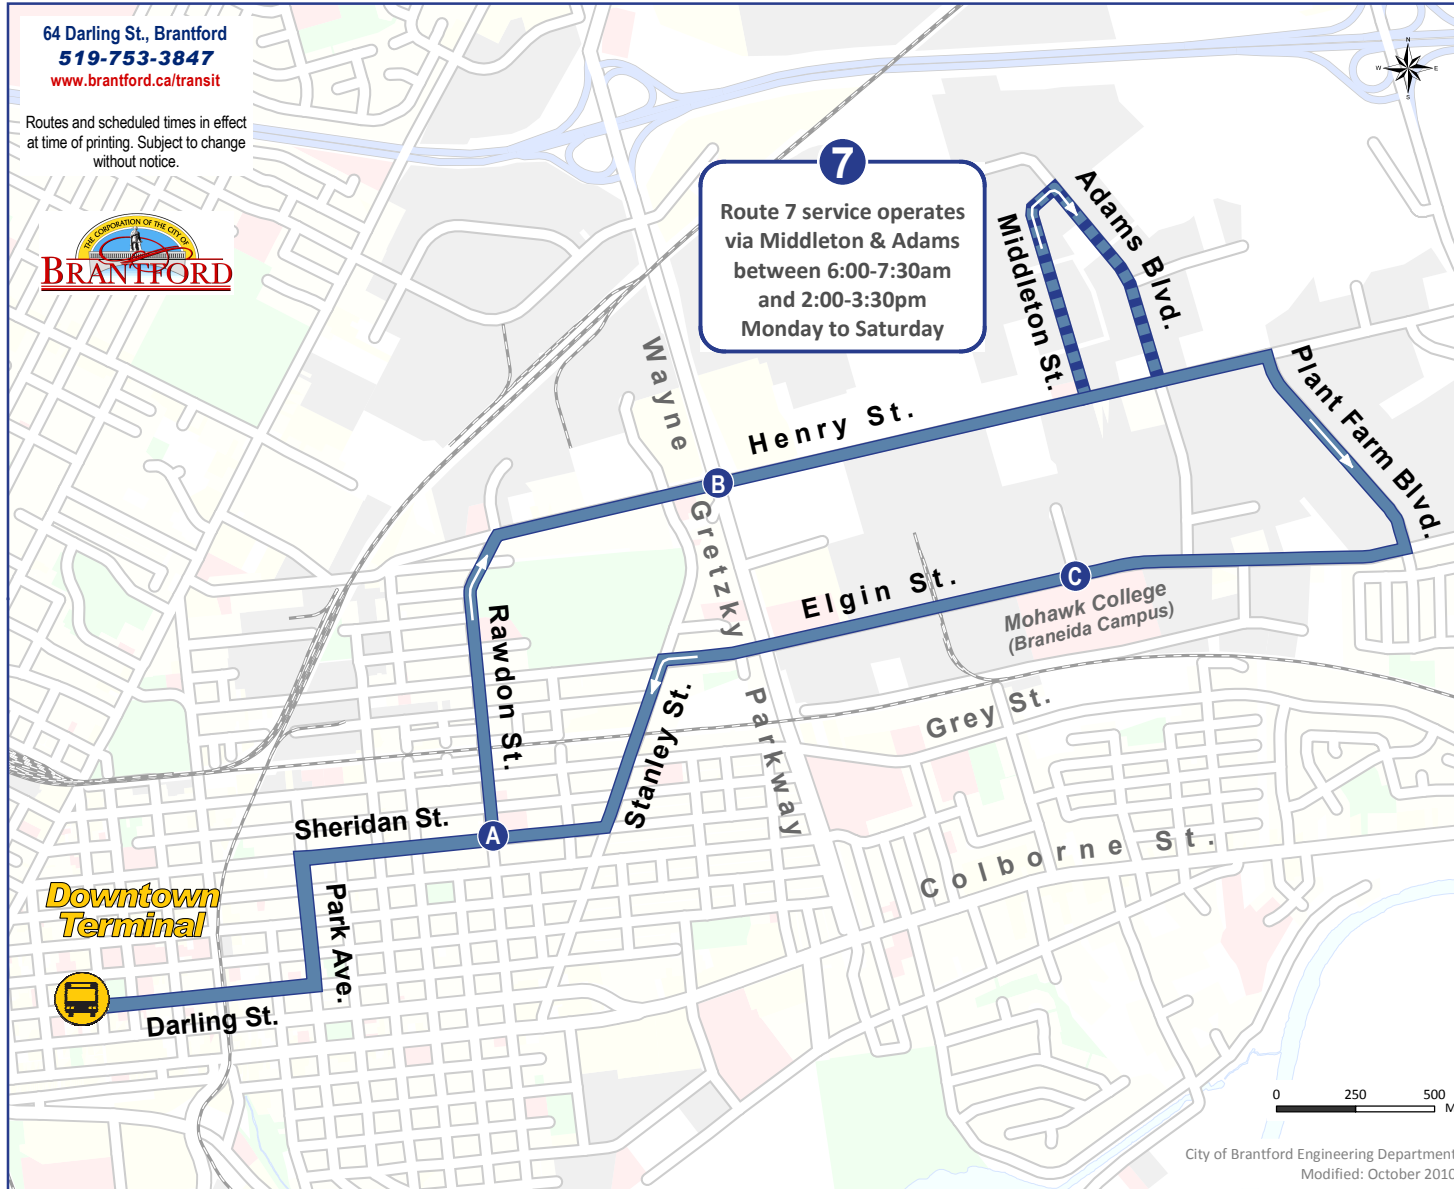 64 Darling St., Brantford
519-753-3847
www.brantford.ca/transit
Routes and scheduled times in effect
at time of printing. Subject to change
without notice.
THE CORPORATION OF THE CITY OF
BRANTFORD
7
Route 7 service operates
via Middleton & Adams
between 6:00-7:30am
and 2:00-3:30pm
Monday to Saturday
N
W
E
S
Adams Blvd.
Middleton St.
Plant Farm Blvd.
Wayne Gretzky Parkway
Henry St.
B
Elgin St.
C
Mohawk College
(Braneida Campus)
Rawdon St.
Stanley St.
Grey St.
Sheridan St.
A
Colborne St.
Downtown
Terminal
Park Ave.
Darling St.
0 250 500
M
City of Brantford Engineering Department
Modified: October 2010